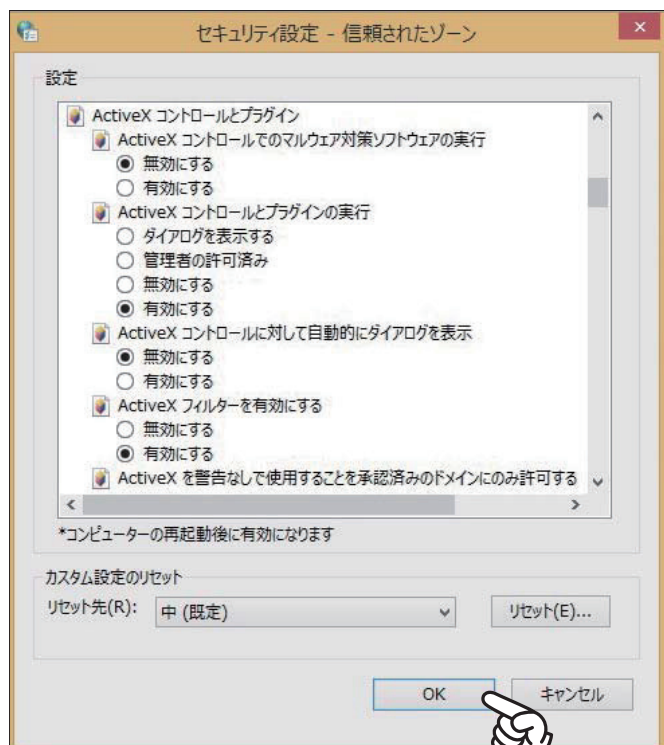 セキュリティ設定 - 信頼されたゾーン
設定
ActiveX コントロールとプラグイン
ActiveX コントロールでのマルウェア対策ソフトウェアの実行
無効にする
有効にする
ActiveX コントロールとプラグインの実行
ダイアログを表示する
管理者の許可済み
無効にする
有効にする
ActiveX コントロールに対して自動的にダイアログを表示
無効にする
有効にする
ActiveX フィルターを有効にする
無効にする
有効にする
ActiveX を警告なしで使用することを承認済みのドメインにのみ許可する
*コンピューターの再起動後に有効になります
カスタム設定のリセット
リセット先(R): 中 (既定) リセット(E)...
OK キャンセル